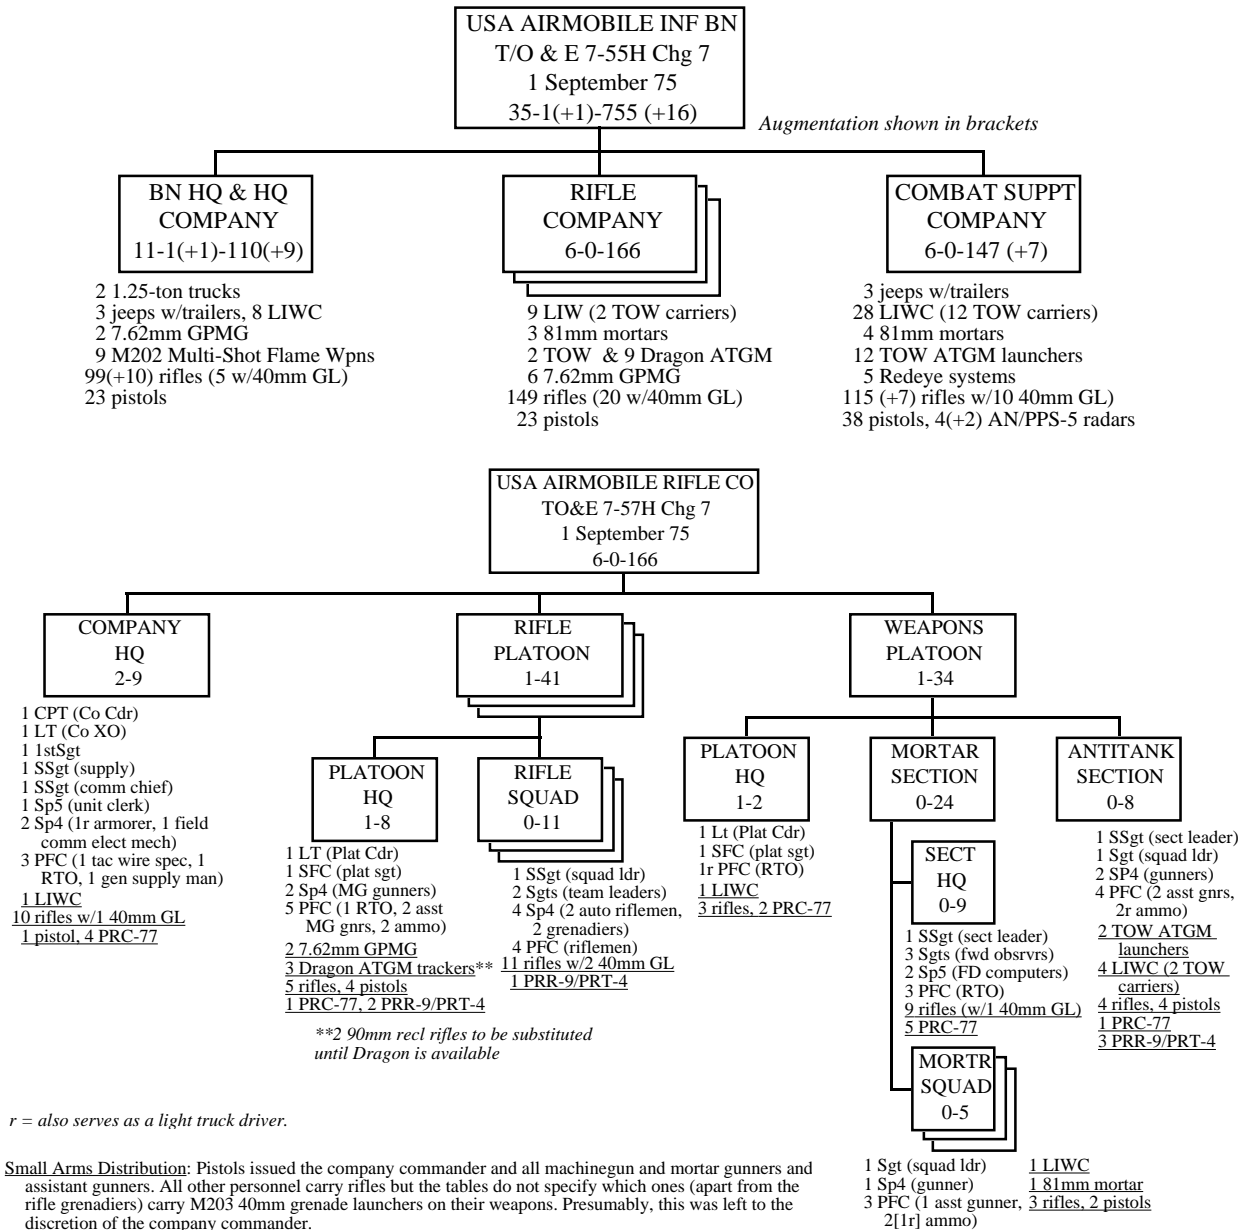 USA AIRMOBILE INF BN
T/O & E 7-55H Chg 7
1 September 75
35-1(+1)-755 (+16)
Augmentation shown in brackets
BN HQ & HQ
COMPANY
11-1(+1)-110(+9)
2 1.25-ton trucks
3 jeeps w/trailers, 8 LIWC
2 7.62mm GPMG
9 M202 Multi-Shot Flame Wpns
99(+10) rifles (5 w/40mm GL)
23 pistols
RIFLE
COMPANY
6-0-166
9 LIW (2 TOW carriers)
3 81mm mortars
2 TOW & 9 Dragon ATGM
6 7.62mm GPMG
149 rifles (20 w/40mm GL)
23 pistols
COMBAT SUPPT
COMPANY
6-0-147 (+7)
3 jeeps w/trailers
28 LIWC (12 TOW carriers)
4 81mm mortars
12 TOW ATGM launchers
5 Redeye systems
115 (+7) rifles w/10 40mm GL)
38 pistols, 4(+2) AN/PPS-5 radars
USA AIRMOBILE RIFLE CO
TO&E 7-57H Chg 7
1 September 75
6-0-166
COMPANY
HQ
2-9
1 CPT (Co Cdr)
1 LT (Co XO)
1 1stSgt
1 SSgt (supply)
1 SSgt (comm chief)
1 Sp5 (unit clerk)
2 Sp4 (1r armorer, 1 field
comm elect mech)
3 PFC (1 tac wire spec, 1
RTO, 1 gen supply man)
1 LIWC
10 rifles w/1 40mm GL
1 pistol, 4 PRC-77
RIFLE
PLATOON
1-41
PLATOON
HQ
1-8
1 LT (Plat Cdr)
1 SFC (plat sgt)
2 Sp4 (MG gunners)
5 PFC (1 RTO, 2 asst
MG gnrs, 2 ammo)
2 7.62mm GPMG
3 Dragon ATGM trackers**
5 rifles, 4 pistols
1 PRC-77, 2 PRR-9/PRT-4
**2 90mm recl rifles to be substituted
until Dragon is available
RIFLE
SQUAD
0-11
1 SSgt (squad ldr)
2 Sgts (team leaders)
4 Sp4 (2 auto riflemen,
2 grenadiers)
4 PFC (riflemen)
11 rifles w/2 40mm GL
1 PRR-9/PRT-4
WEAPONS
PLATOON
1-34
PLATOON
HQ
1-2
1 Lt (Plat Cdr)
1 SFC (plat sgt)
1r PFC (RTO)
1 LIWC
3 rifles, 2 PRC-77
MORTAR
SECTION
0-24
SECT
HQ
0-9
1 SSgt (sect leader)
3 Sgts (fwd obsrvrs)
2 Sp5 (FD computers)
3 PFC (RTO)
9 rifles (w/1 40mm GL)
5 PRC-77
MORTR
SQUAD
0-5
1 Sgt (squad ldr)
1 Sp4 (gunner)
3 PFC (1 asst gunner,
2[1r] ammo)
1 LIWC
1 81mm mortar
3 rifles, 2 pistols
ANTITANK
SECTION
0-8
1 SSgt (sect leader)
1 Sgt (squad ldr)
2 SP4 (gunners)
4 PFC (2 asst gnrs,
2r ammo)
2 TOW ATGM
launchers
4 LIWC (2 TOW
carriers)
4 rifles, 4 pistols
1 PRC-77
3 PRR-9/PRT-4
r = also serves as a light truck driver.
Small Arms Distribution: Pistols issued the company commander and all machinegun and mortar gunners and
assistant gunners. All other personnel carry rifles but the tables do not specify which ones (apart from the
rifle grenadiers) carry M203 40mm grenade launchers on their weapons. Presumably, this was left to the
discretion of the company commander.